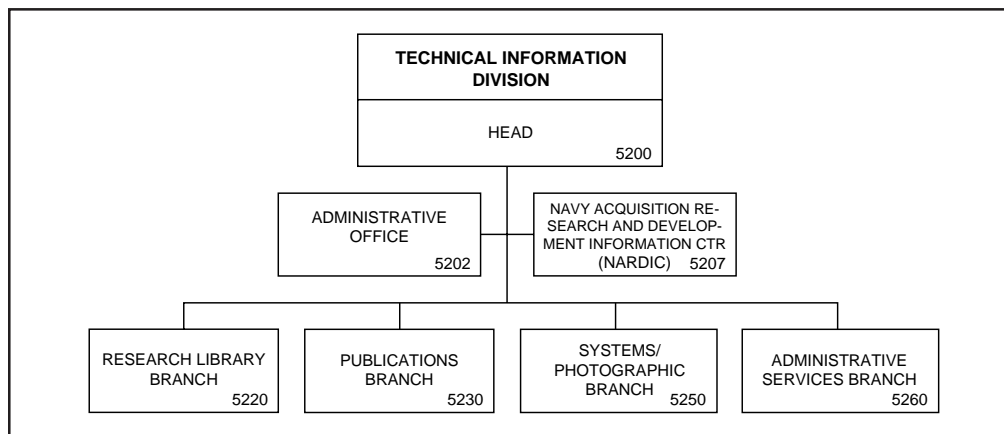 TECHNICAL INFORMATION
DIVISION
HEAD
5200
ADMINISTRATIVE
OFFICE
5202
NAVY ACQUISITION RE-
SEARCH AND DEVELOP-
MENT INFORMATION CTR
(NARDIC) 5207
RESEARCH LIBRARY
BRANCH
5220
PUBLICATIONS
BRANCH
5230
SYSTEMS/
PHOTOGRAPHIC
BRANCH
5250
ADMINISTRATIVE
SERVICES BRANCH
5260